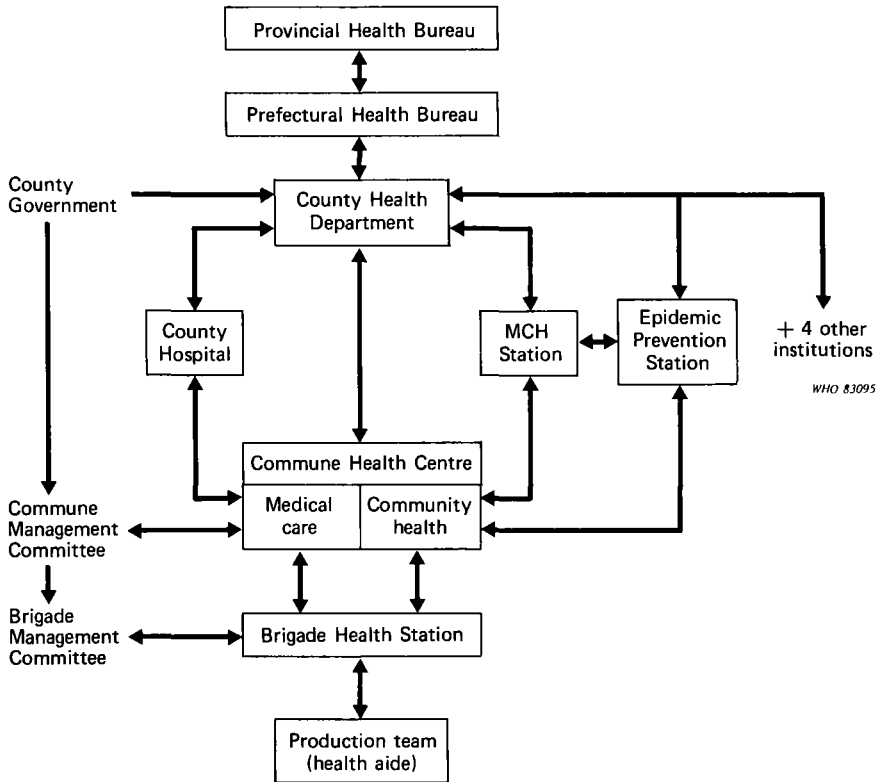 Provincial Health Bureau
Prefectural Health Bureau
County
Government
County Health
Department
County
Hospital
MCH
Station
Epidemic
Prevention
Station
+ 4 other
institutions
WHO 83095
Commune Health Centre
Medical
care
Community
health
Commune
Management
Committee
Brigade
Management
Committee
Brigade Health Station
Production team
(health aide)